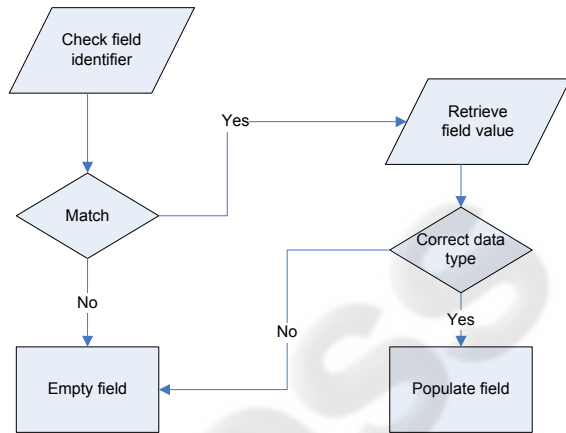 Check field
identifier
Yes
Retrieve
field value
Match
Correct data
type
No
No
Yes
Empty field
Populate field